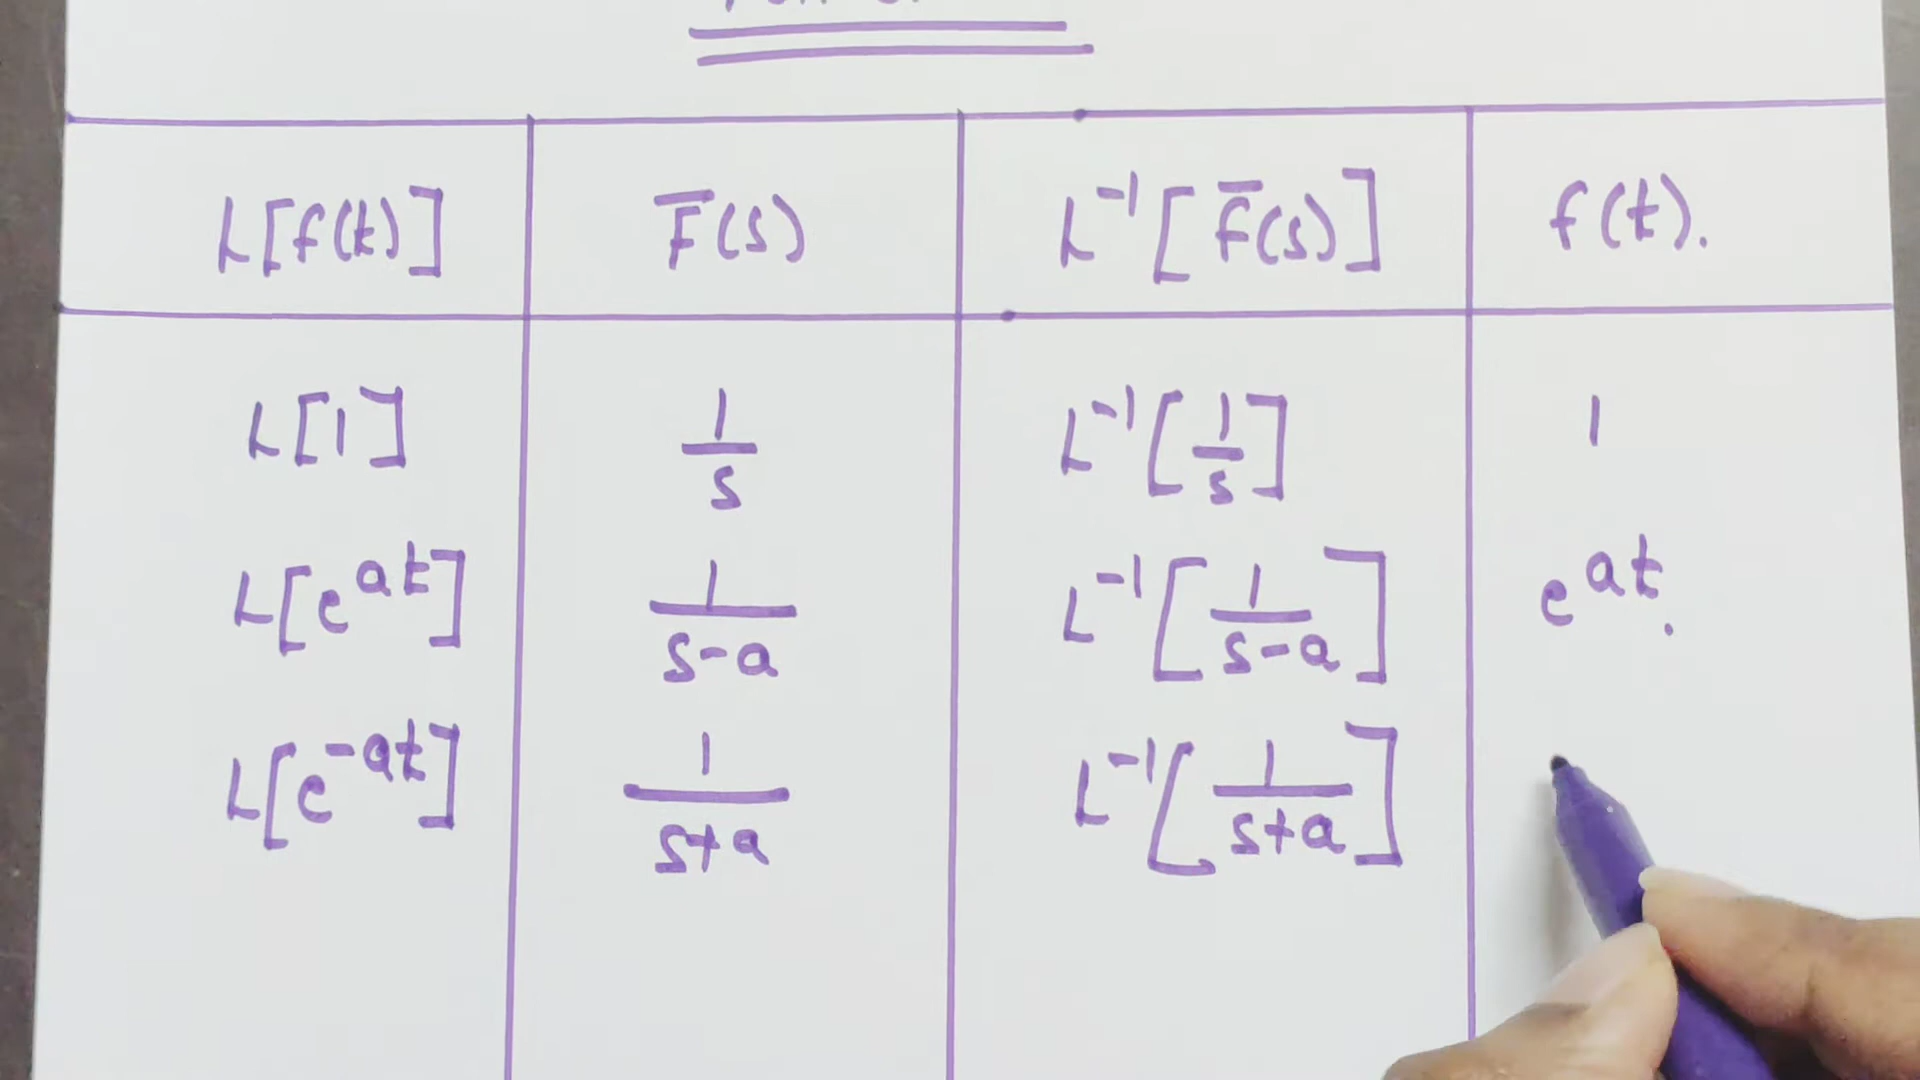 L[f(t)] F̅(s) L⁻¹[F̅(s)] f(t).
L[1] 1/s L⁻¹[1/s] 1
L[e^at] 1/(s-a) L⁻¹[1/(s-a)] e^at.
L[e^-at] 1/(s+a) L⁻¹[1/(s+a)]